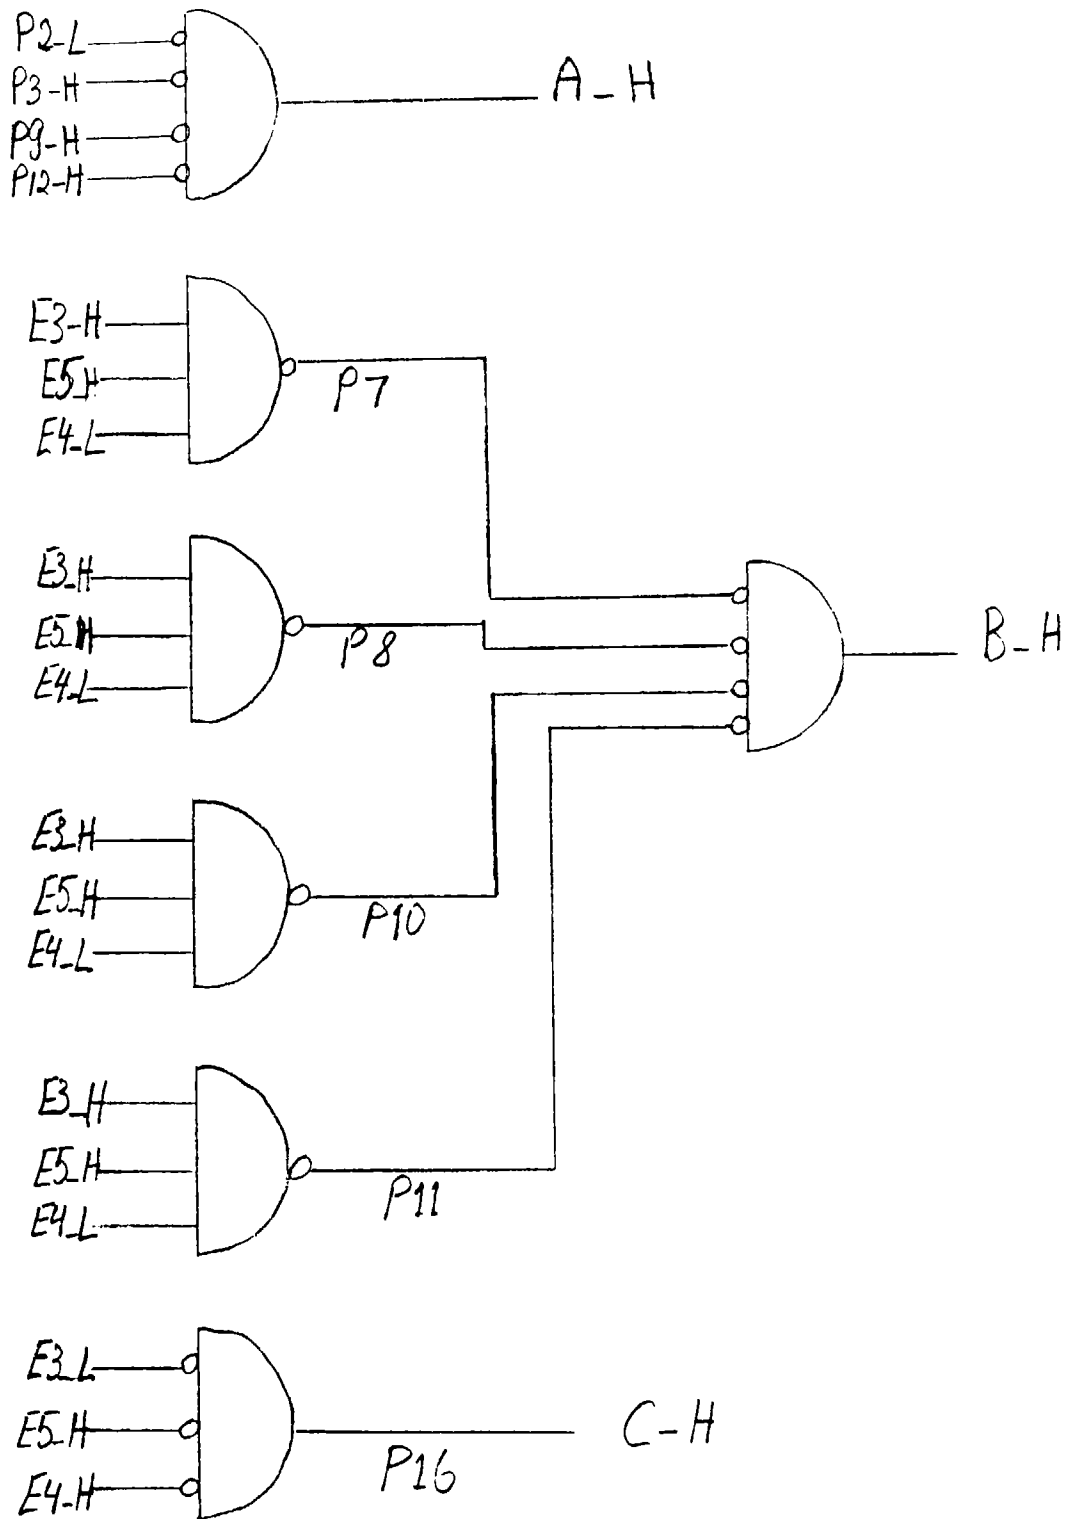 P2-L
P3-H
A-H
P9-H
P12-H
E3-H
E5-H
P7
E4-L
E3-H
E5-H
P8
B-H
E4-L
E3-H
E5-H
P10
E4-L
E3-H
E5-H
P11
E4-L
E3-L
E5-H
C-H
P16
E4-H